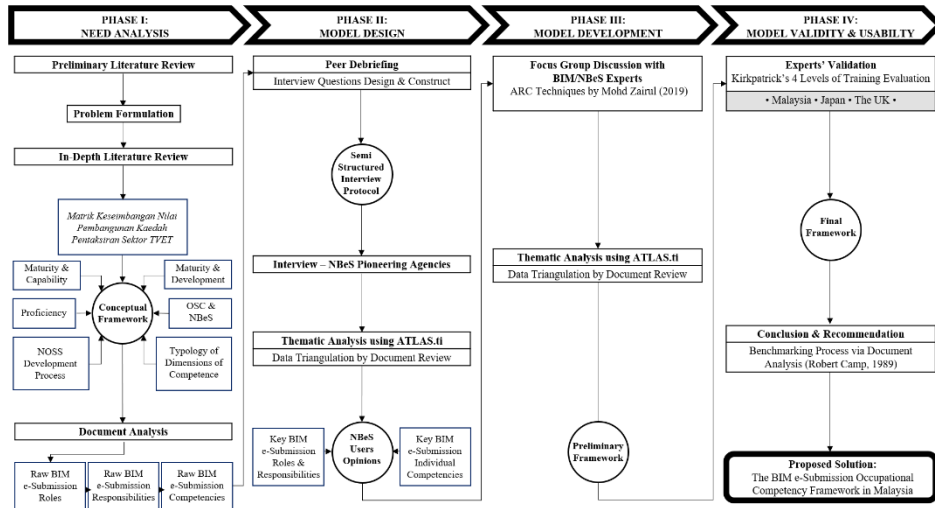 PHASE I:
NEED ANALYSIS
PHASE II:
MODEL DESIGN
PHASE III:
MODEL DEVELOPMENT
PHASE IV:
MODEL VALIDITY & USABILTY
Preliminary Literature Review
Problem Formulation
In-Depth Literature Review
Matrik Keseimbangan Nilai
Pembangunan Kaedah
Pentaksiran Sektor TVET
Maturity &
Capability
Maturity &
Development
Proficiency
Conceptual
Framework
OSC &
NBeS
NOSS
Development
Process
Typology of
Dimensions of
Competence
Document Analysis
Raw BIM
e-Submission
Roles
Raw BIM
e-Submission
Responsibilities
Raw BIM
e-Submission
Competencies
Peer Debriefing
Interview Questions Design & Construct
Semi
Structured
Interview
Protocol
Interview – NBeS Pioneering Agencies
Thematic Analysis using ATLAS.ti
Data Triangulation by Document Review
Key BIM
e-Submission
Roles &
Responsibilities
NBeS
Users
Opinions
Key BIM
e-Submission
Individual
Competencies
Focus Group Discussion with
BIM/NBeS Experts
ARC Techniques by Mohd Zairul (2019)
Thematic Analysis using ATLAS.ti
Data Triangulation by Document Review
Preliminary
Framework
Experts' Validation
Kirkpatrick's 4 Levels of Training Evaluation
• Malaysia • Japan • The UK •
Final
Framework
Conclusion & Recommendation
Benchmarking Process via Document
Analysis (Robert Camp, 1989)
Proposed Solution:
The BIM e-Submission Occupational
Competency Framework in Malaysia